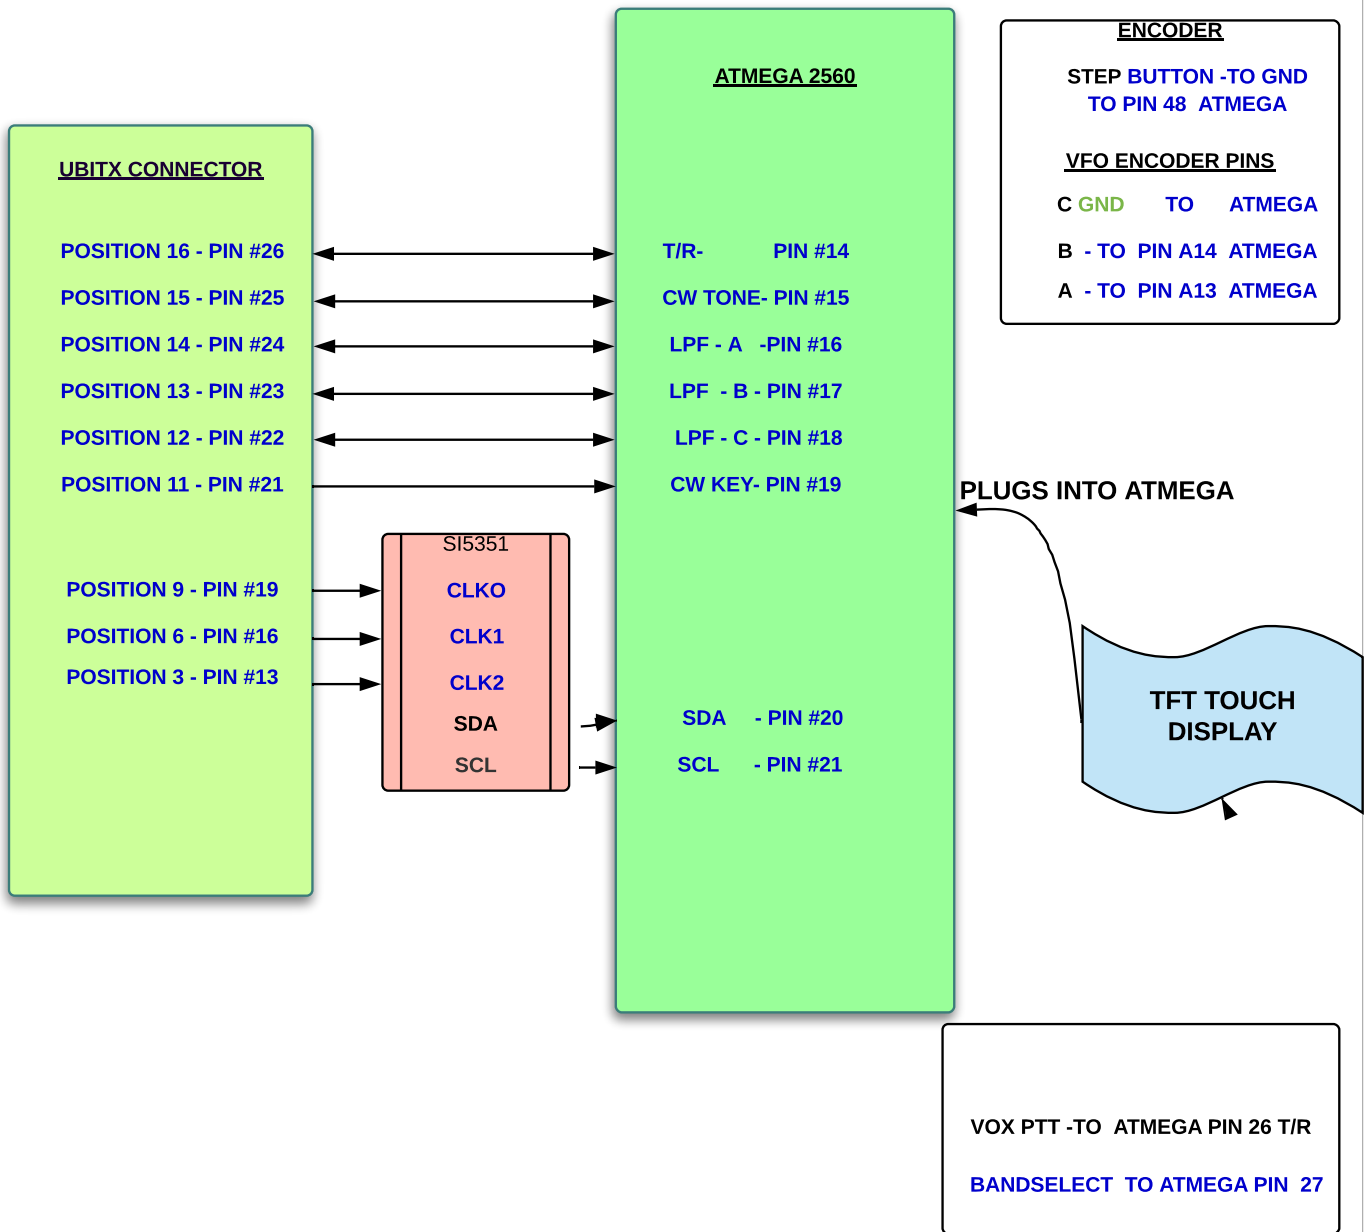 UBITX CONNECTOR
POSITION 16 - PIN #26
POSITION 15 - PIN #25
POSITION 14 - PIN #24
POSITION 13 - PIN #23
POSITION 12 - PIN #22
POSITION 11 - PIN #21
POSITION 9 - PIN #19
POSITION 6 - PIN #16
POSITION 3 - PIN #13
SI5351
CLKO
CLK1
CLK2
SDA
SCL
ATMEGA 2560
T/R- PIN #14
CW TONE- PIN #15
LPF - A -PIN #16
LPF - B - PIN #17
LPF - C - PIN #18
CW KEY- PIN #19
SDA - PIN #20
SCL - PIN #21
ENCODER
STEP BUTTON -TO GND
TO PIN 48 ATMEGA
VFO ENCODER PINS
C GND TO ATMEGA
B - TO PIN A14 ATMEGA
A - TO PIN A13 ATMEGA
PLUGS INTO ATMEGA
TFT TOUCH
DISPLAY
VOX PTT -TO ATMEGA PIN 26 T/R
BANDSELECT TO ATMEGA PIN 27